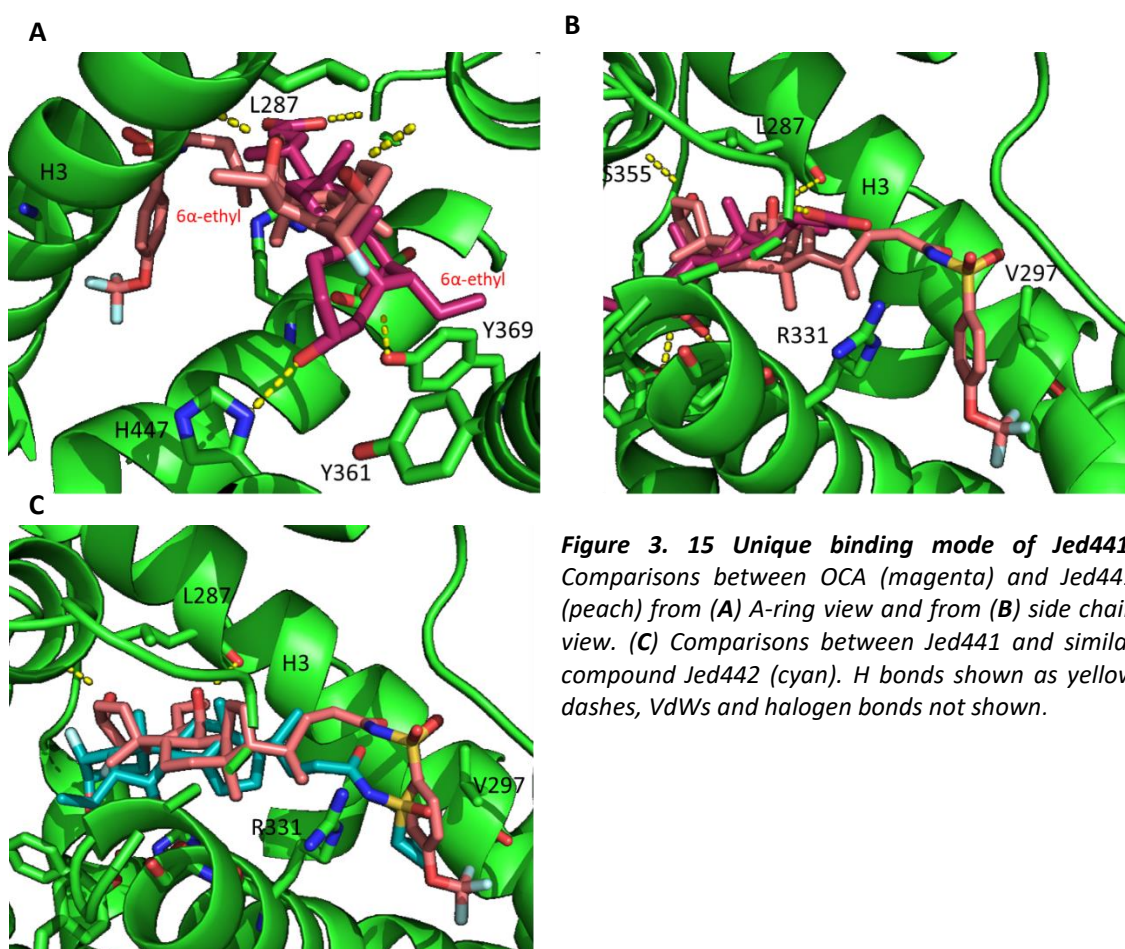 A
L287
H3
6α-ethyl
6α-ethyl
Y369
H447
Y361
B
L287
S355
H3
V297
R331
C
L287
H3
V297
R331
Figure 3. 15 Unique binding mode of Jed441
Comparisons between OCA (magenta) and Jed44
(peach) from (A) A-ring view and from (B) side chai
view. (C) Comparisons between Jed441 and simila
compound Jed442 (cyan). H bonds shown as yellow
dashes, VdWs and halogen bonds not shown.